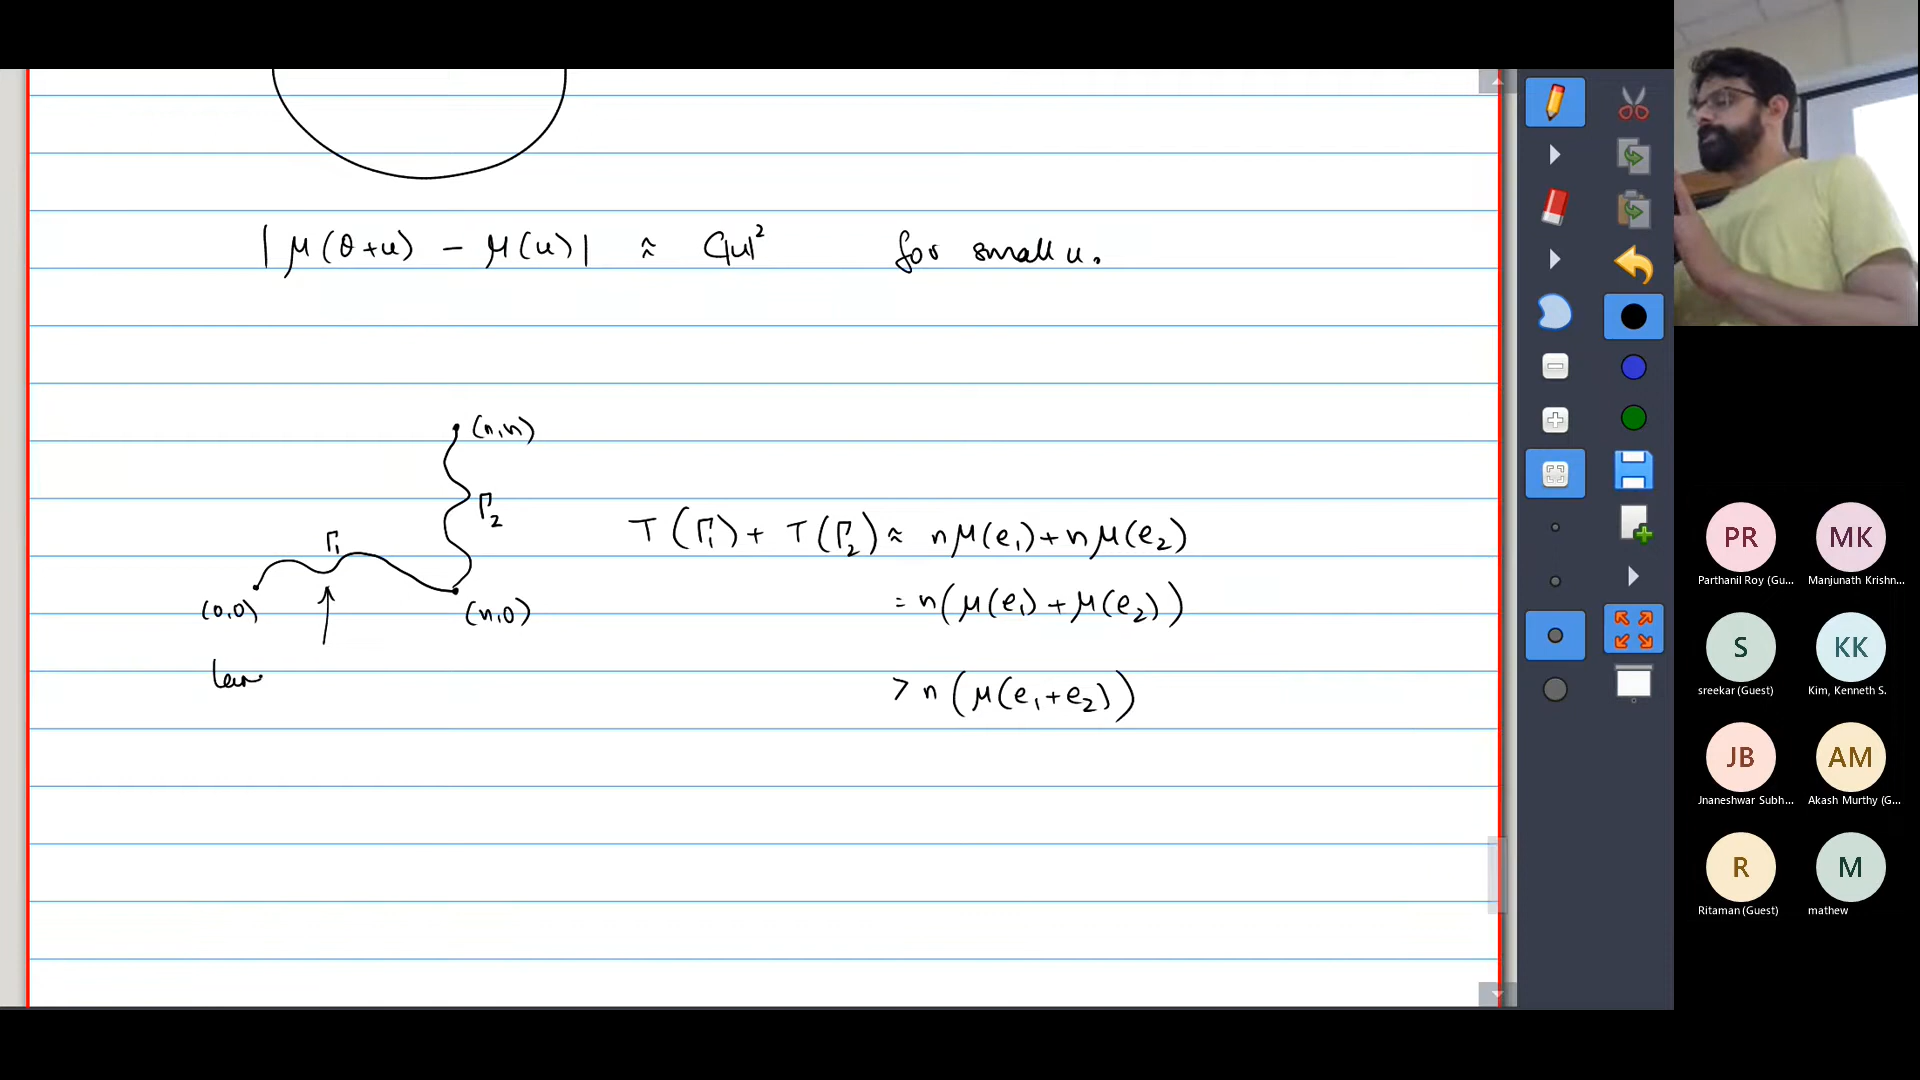 |μ(θ+u) - μ(u)| ≈ C|u|² for small u.
(n,n)
Γ₂
T(Γ₁) + T(Γ₂) ≈ nμ(e₁) + nμ(e₂)
Γ₁
(0,0)
(n,0)
= n(μ(e₁) + μ(e₂))
> n(μ(e₁+e₂))
PR
MK
Parthanil Roy (Gu...
Manjunath Krishn...
S
KK
sreekar (Guest)
Kim, Kenneth S.
JB
AM
Jnaneshwar Subh...
Akash Murthy (G...
R
M
Ritaman (Guest)
mathew